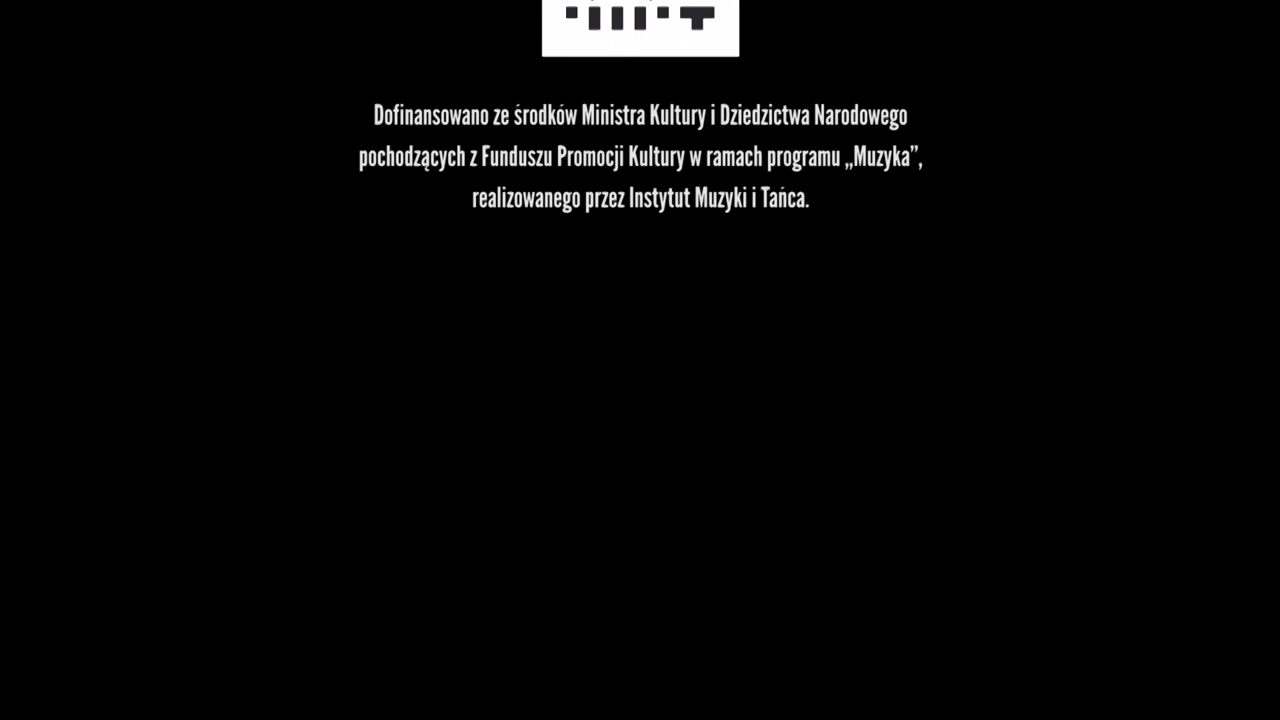 Dofinansowano ze środków Ministra Kultury i Dziedzictwa Narodowego
pochodzących z Funduszu Promocji Kultury w ramach programu „Muzyka”,
realizowanego przez Instytut Muzyki i Tańca.